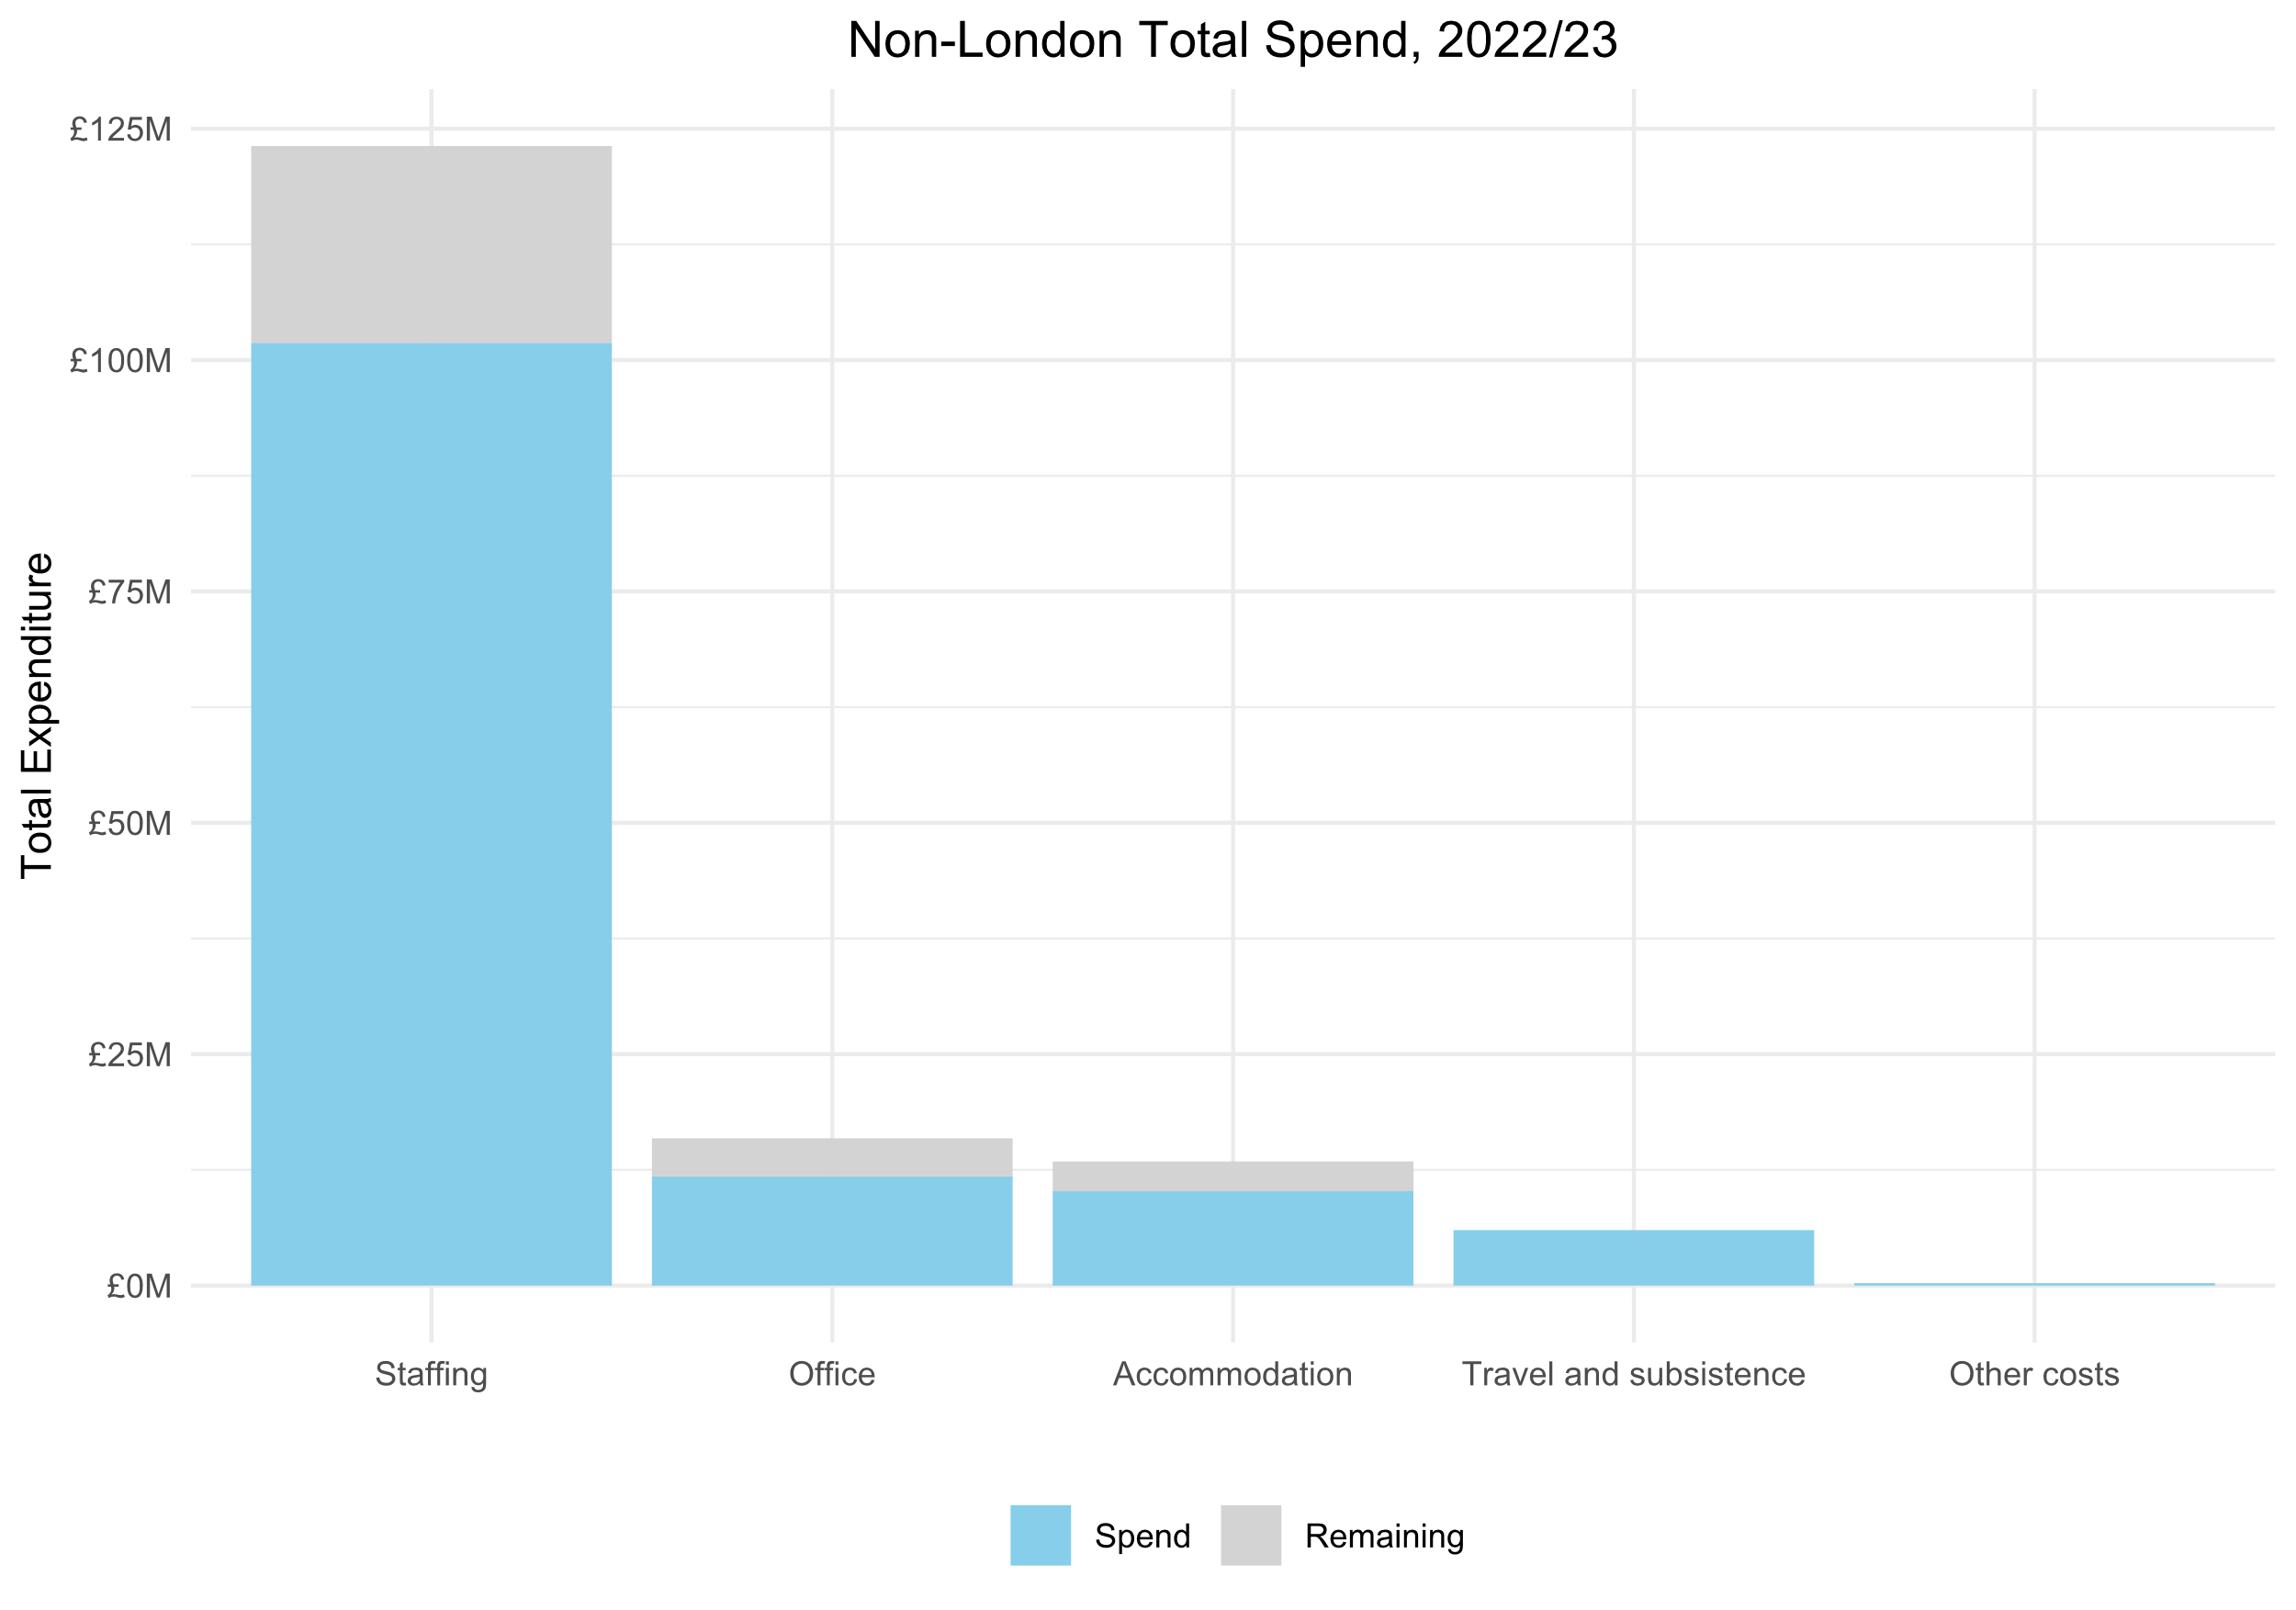 Non-London Total Spend, 2022/23
Total Expenditure
£125M
£100M
£75M
£50M
£25M
£0M
Staffing
Office
Accommodation
Travel and subsistence
Other costs
Spend
Remaining